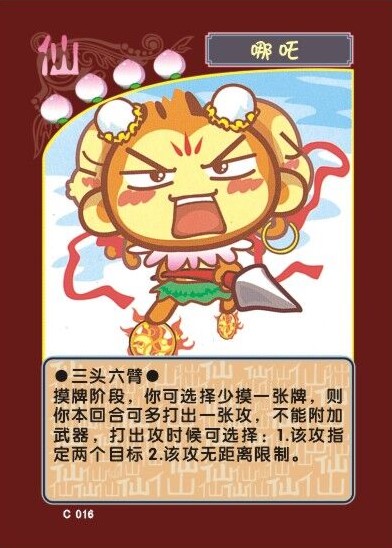 仙
哪吒
●三头六臂●
摸牌阶段，你可选择少摸一张牌，则
你本回合可多打出一张攻，不能附加
武器，打出攻时候可选择：1.该攻指
定两个目标 2.该攻无距离限制。
C 016